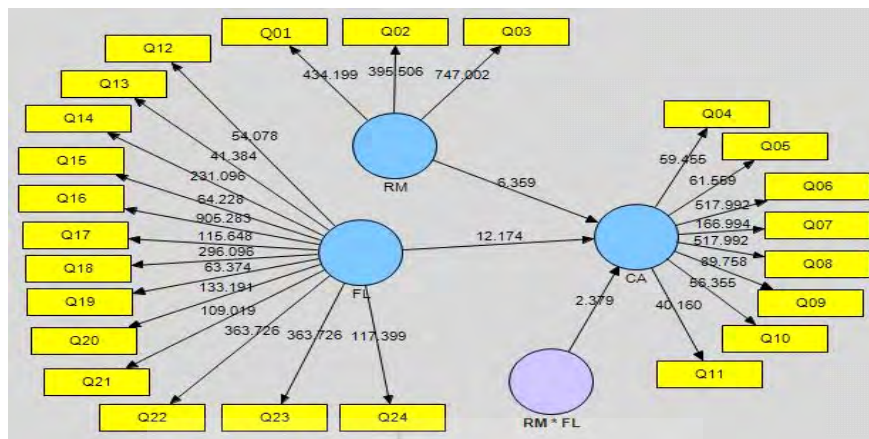 Q01
Q02
Q03
Q12
Q13
Q14
Q15
Q16
Q17
Q18
Q19
Q20
Q21
Q22
Q23
Q24
434.199
395.506
747.002
54.078
41.384
231.096
64.228
905.283
115.648
296.096
63.374
133.191
109.019
363.726
363.726
117.399
RM
FL
6.359
12.174
2.379
CA
RM * FL
Q04
Q05
Q06
Q07
Q08
Q09
Q10
Q11
59.455
61.559
517.992
166.994
517.992
89.758
56.355
40.160